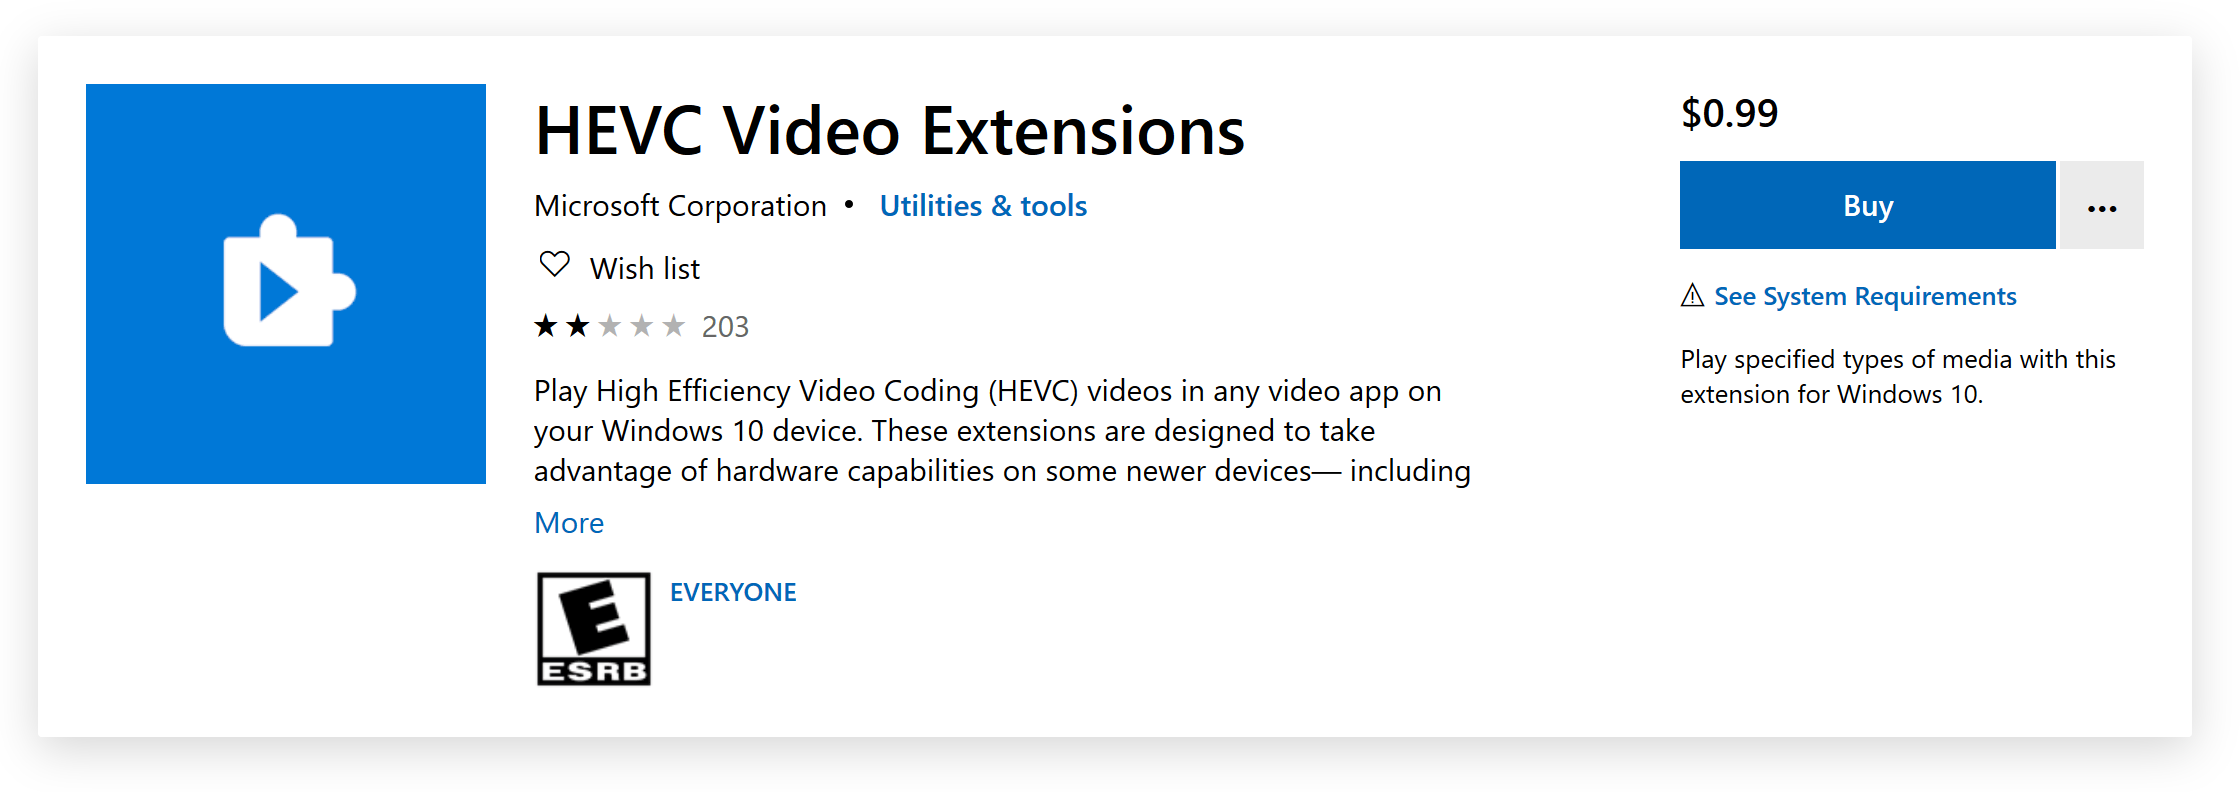 HEVC Video Extensions
Microsoft Corporation • Utilities & tools
Wish list
203
Play High Efficiency Video Coding (HEVC) videos in any video app on
your Windows 10 device. These extensions are designed to take
advantage of hardware capabilities on some newer devices— including
More
E
ESRB
EVERYONE
$0.99
Buy
...
See System Requirements
Play specified types of media with this
extension for Windows 10.